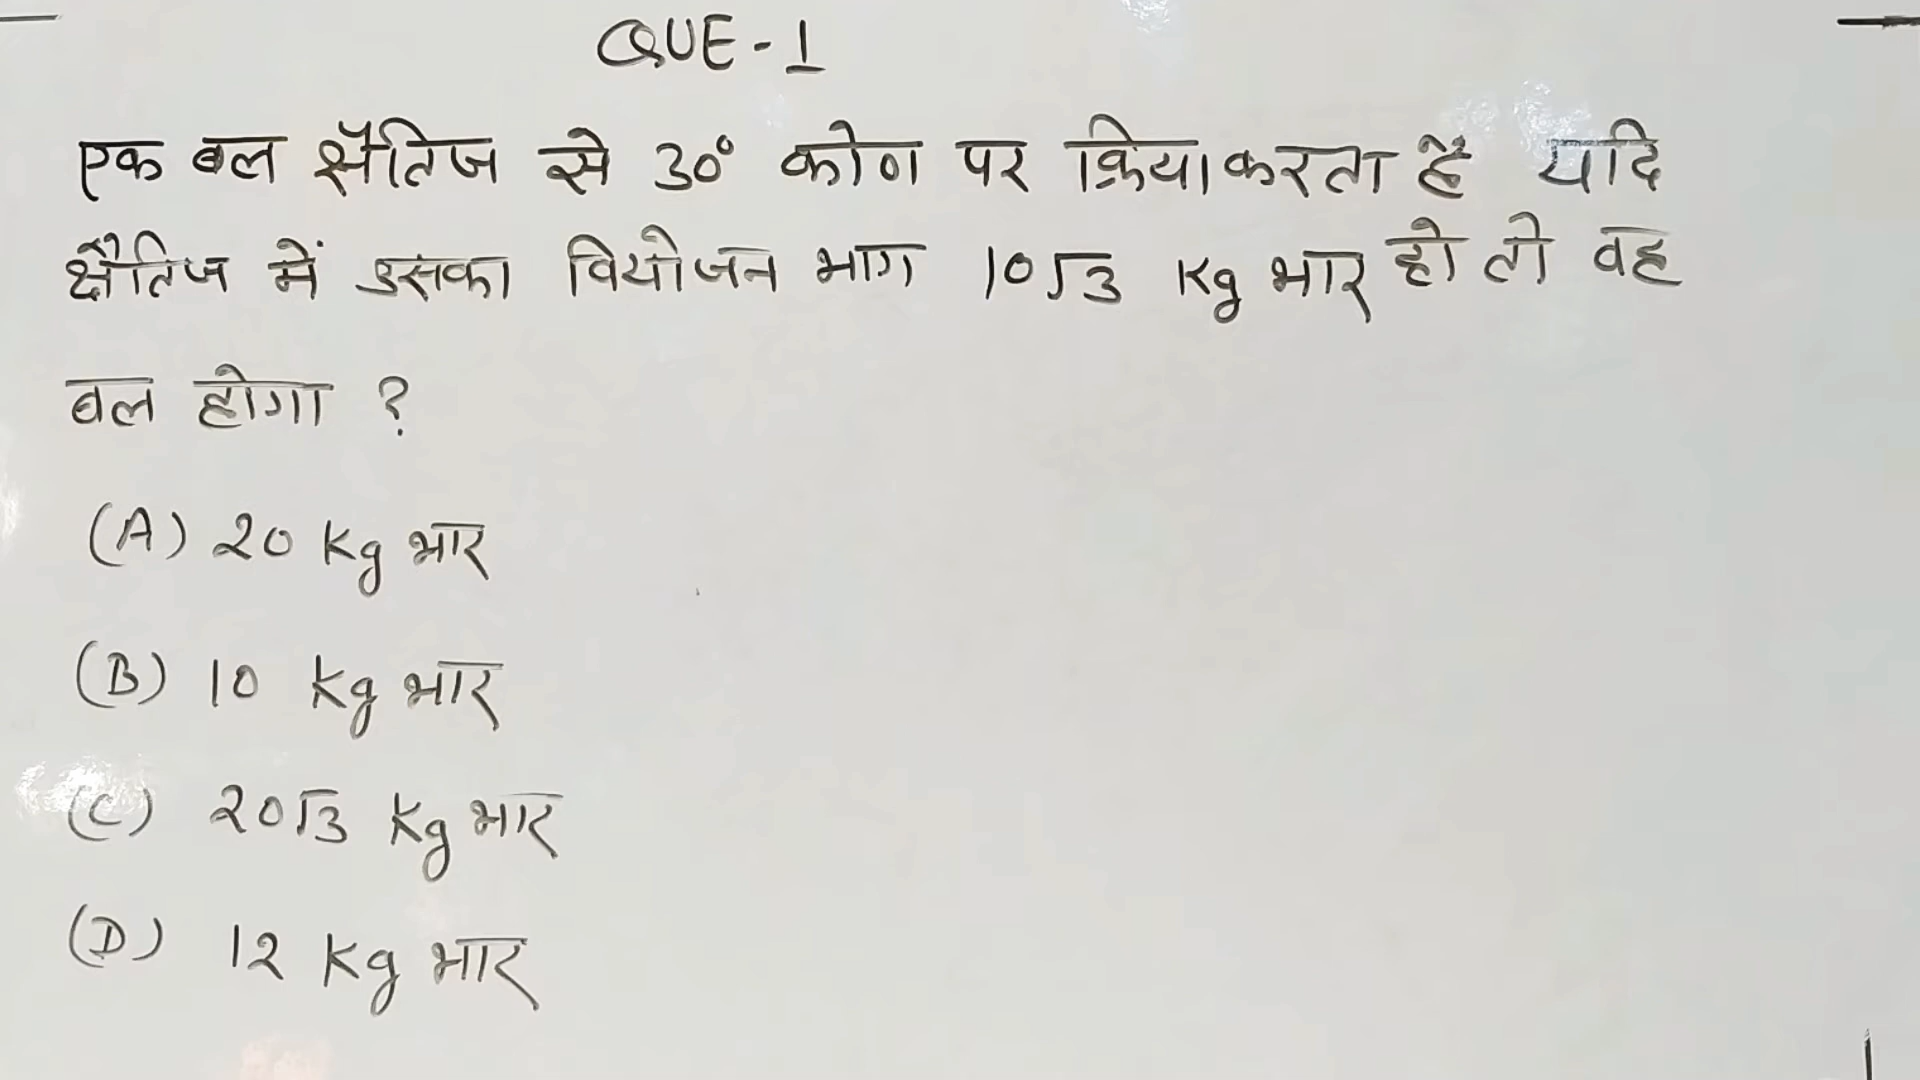 QUE-1
एक बल क्षैतिज से 30° कोण पर क्रिया करता है यदि
क्षैतिज में उसका वियोजन भाग 10√3 Kg भार हो तो वह
बल होगा ?
(A) 20 Kg भार
(B) 10 Kg भार
(C) 20√3 Kg भार
(D) 12 Kg भार